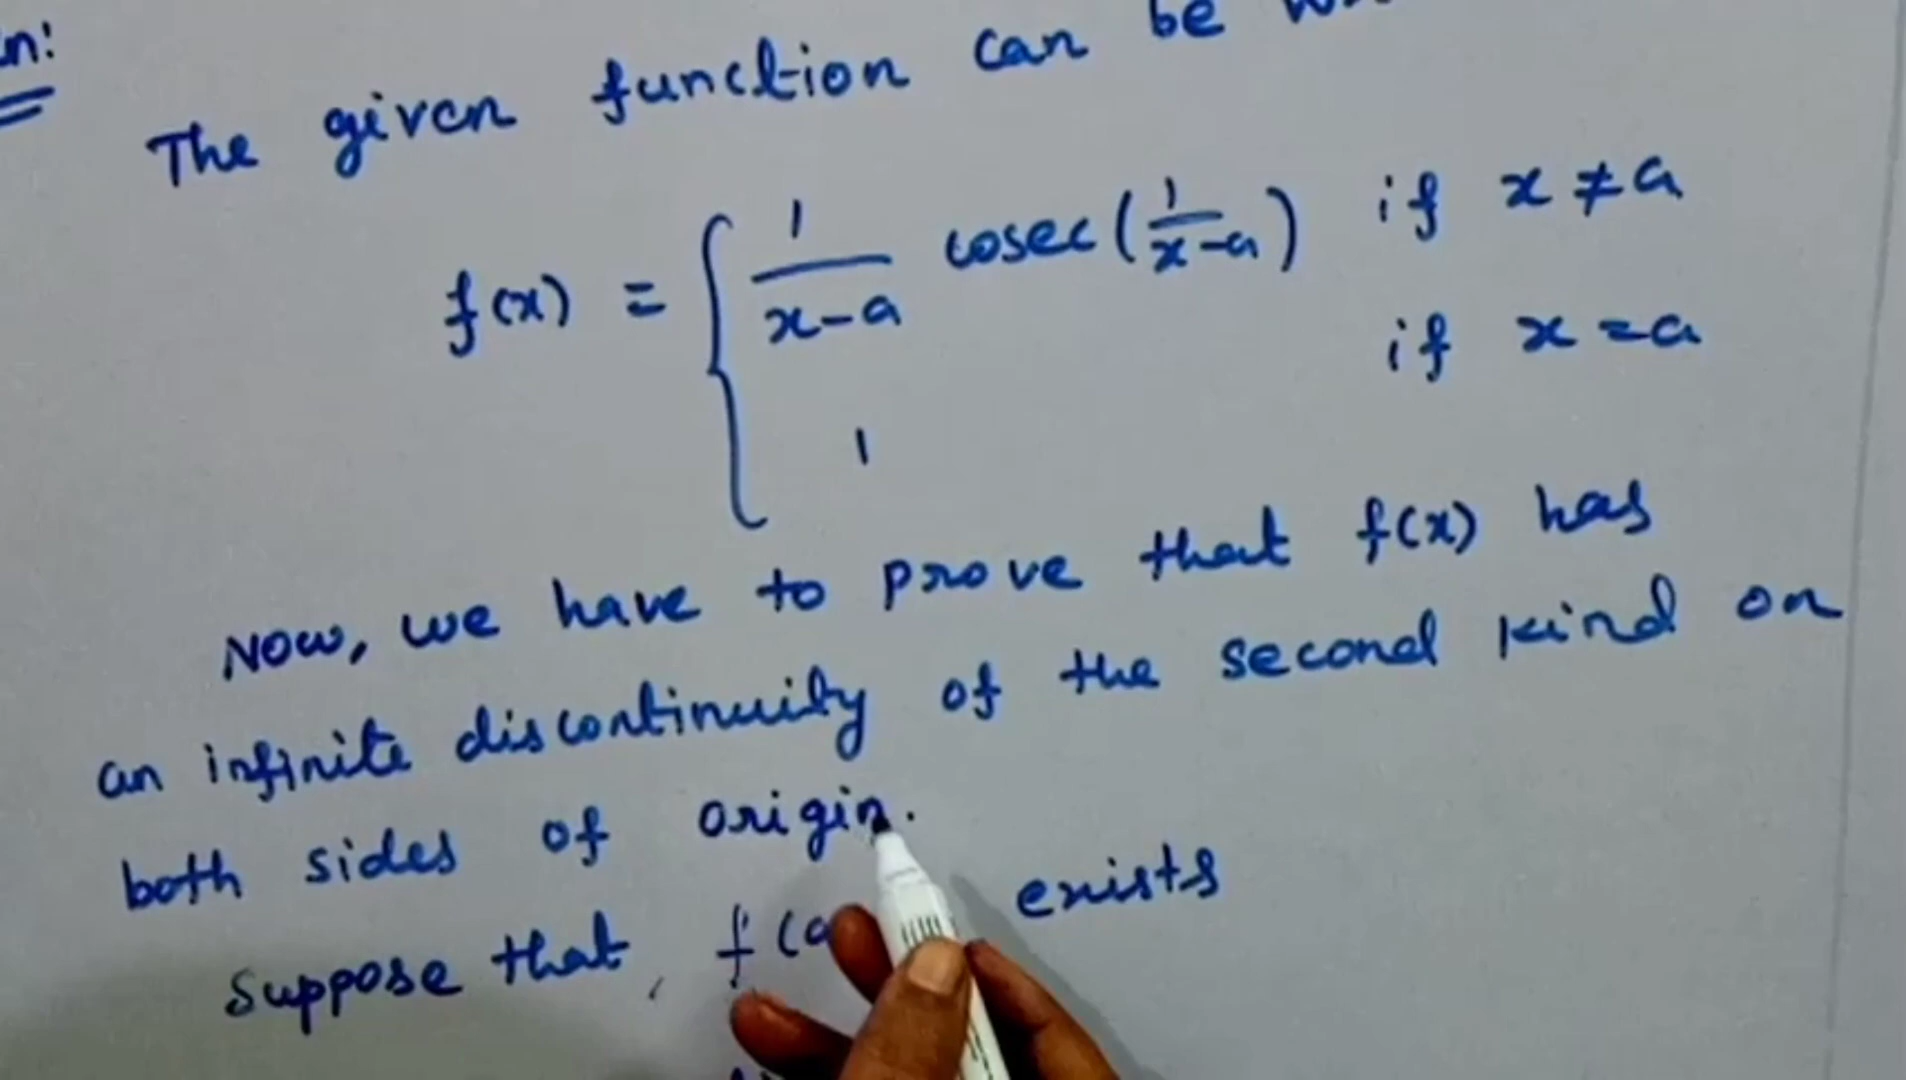 The given function can be
f(x) = { 1/(x-a) cosec(1/(x-a)) if x ≠ a
1 if x = a
Now, we have to prove that f(x) has
an infinite discontinuity of the second kind on
both sides of origin.
suppose that, f(a exists